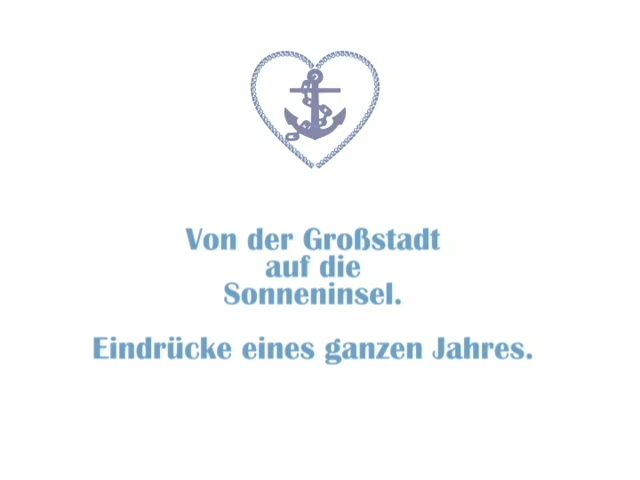 Von der Großstadt
auf die
Sonneninsel.
Eindrücke eines ganzen Jahres.